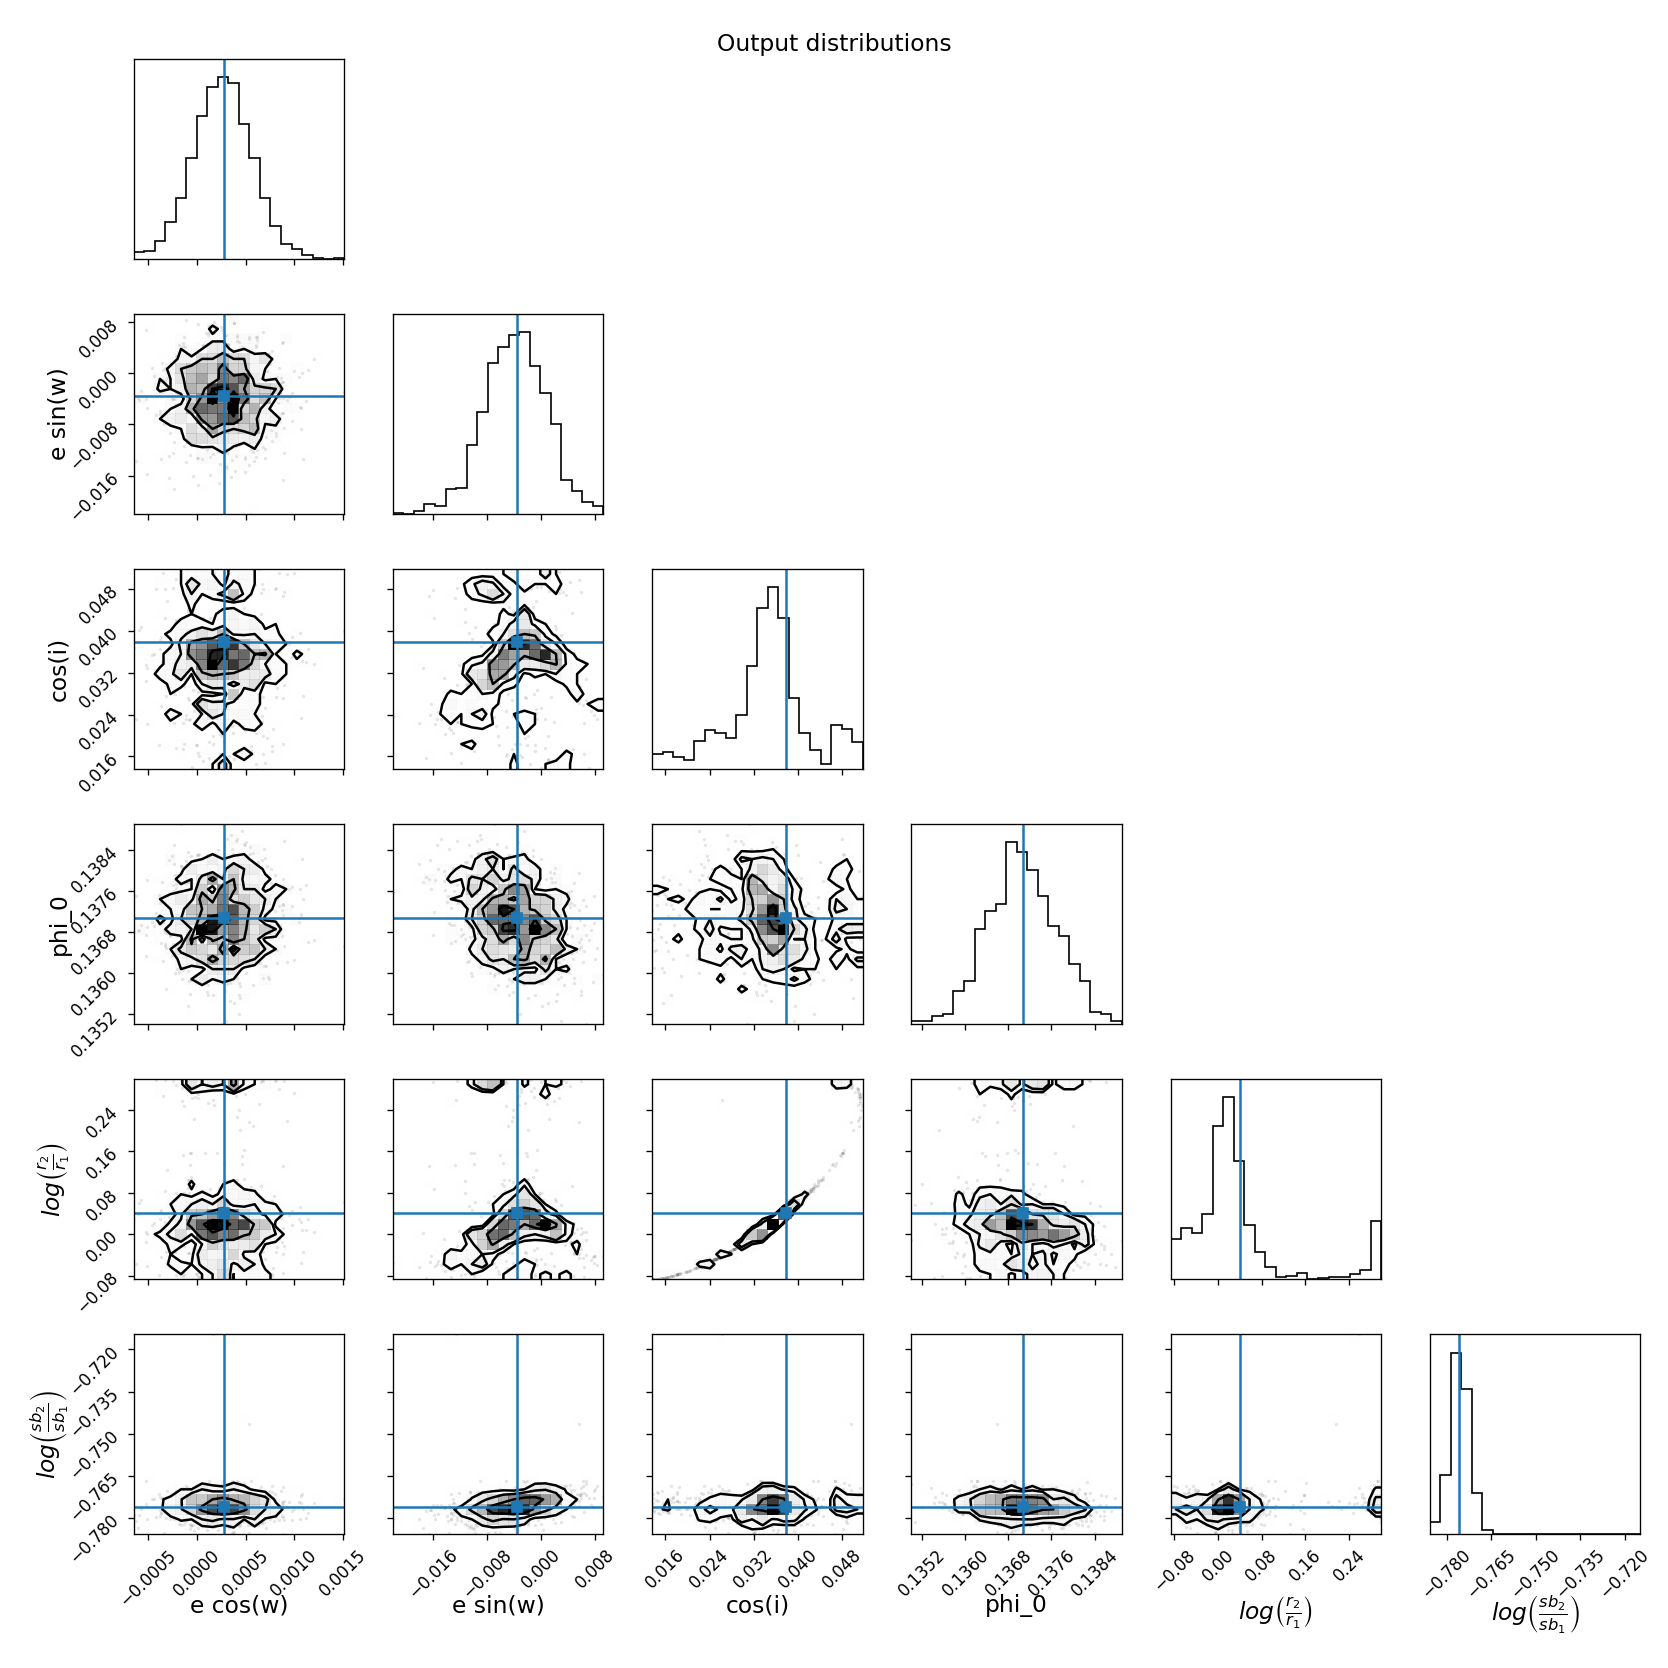 Output distributions
e sin(w)
0.008
0.000
−0.008
−0.016
cos(i)
0.048
0.040
0.032
0.024
0.016
phi_0
0.1384
0.1376
0.1368
0.1360
0.1352
log(r2/r1)
0.24
0.16
0.08
0.00
−0.08
log(sb2/sb1)
−0.720
−0.735
−0.750
−0.765
−0.780
−0.0005 0.0000 0.0005 0.0010 0.0015
−0.016 −0.008 0.000 0.008
0.016 0.024 0.032 0.040 0.048
0.1352 0.1360 0.1368 0.1376 0.1384
−0.08 0.00 0.08 0.16 0.24
−0.780 −0.765 −0.750 −0.735 −0.720
e cos(w)
e sin(w)
cos(i)
phi_0
log(r2/r1)
log(sb2/sb1)